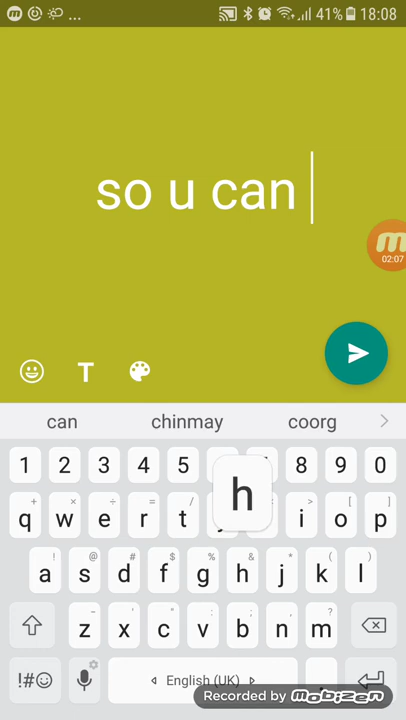 ... 41% 18:08
so u can
02:07
T
can chinmay coorg
1 2 3 4 5 8 9 0
h
+ × ÷ = / > [ ]
q w e r t i o p
! @ # $ % ^ & * ( )
a s d f g h j k l
- ' " : ; , ?
z x c v b n m
!#☺ English (UK)
Recorded by mobizen